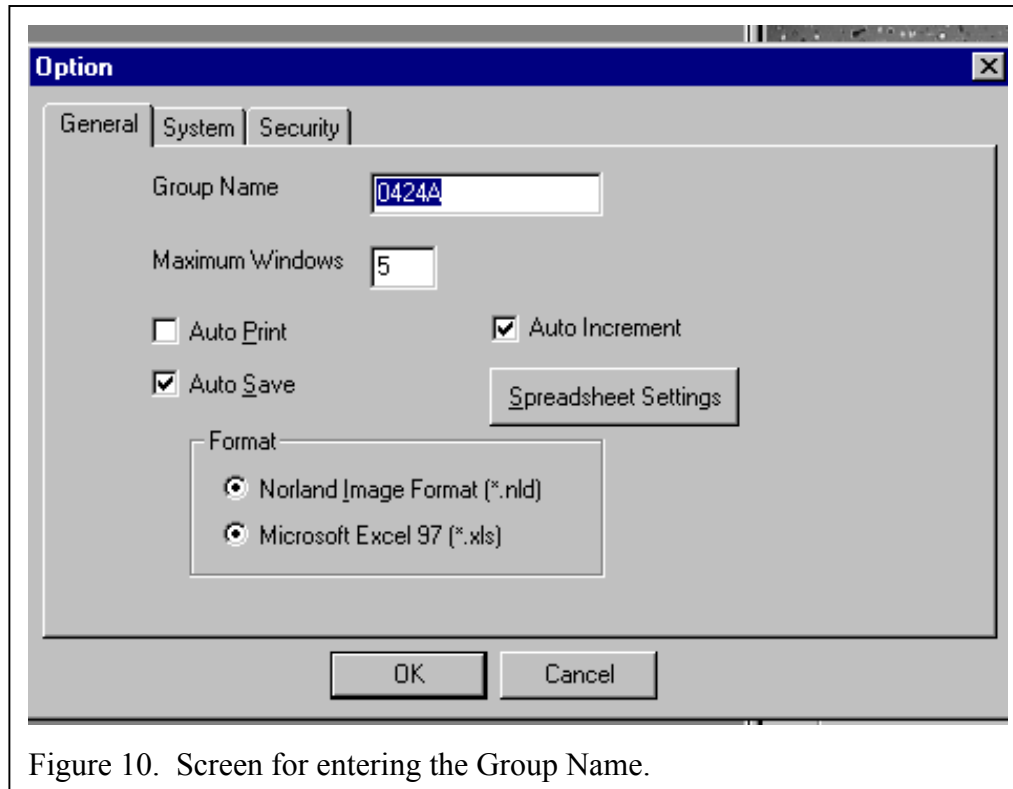 Option
General System Security
Group Name 0424A
Maximum Windows 5
Auto Print Auto Increment
Auto Save Spreadsheet Settings
Format
Norland Image Format (*.nld)
Microsoft Excel 97 (*.xls)
OK Cancel
Figure 10. Screen for entering the Group Name.